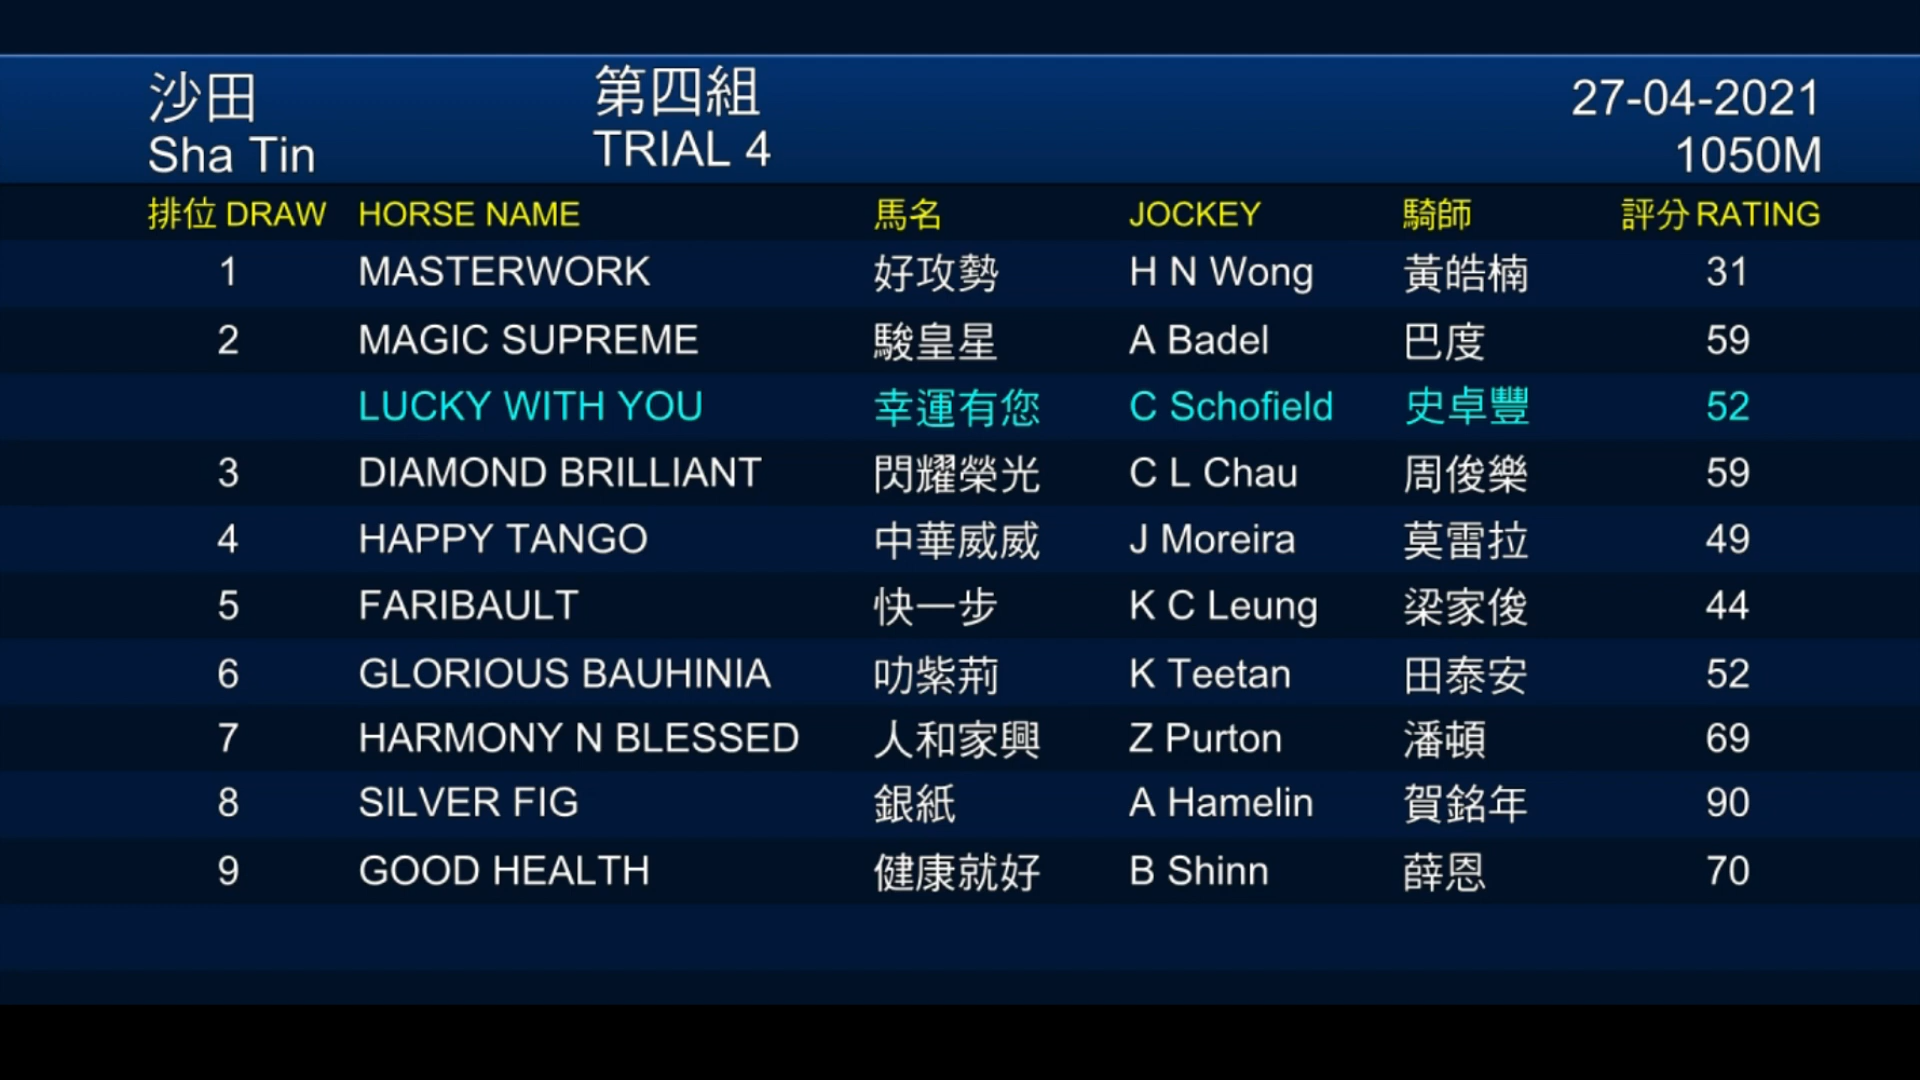 沙田 第四組 27-04-2021
Sha Tin TRIAL 4 1050M
排位 DRAW HORSE NAME 馬名 JOCKEY 騎師 評分 RATING
1 MASTERWORK 好攻勢 H N Wong 黃皓楠 31
2 MAGIC SUPREME 駿皇星 A Badel 巴度 59
LUCKY WITH YOU 幸運有您 C Schofield 史卓豐 52
3 DIAMOND BRILLIANT 閃耀榮光 C L Chau 周俊樂 59
4 HAPPY TANGO 中華威威 J Moreira 莫雷拉 49
5 FARIBAULT 快一步 K C Leung 梁家俊 44
6 GLORIOUS BAUHINIA 叻紫荊 K Teetan 田泰安 52
7 HARMONY N BLESSED 人和家興 Z Purton 潘頓 69
8 SILVER FIG 銀紙 A Hamelin 賀銘年 90
9 GOOD HEALTH 健康就好 B Shinn 薛恩 70